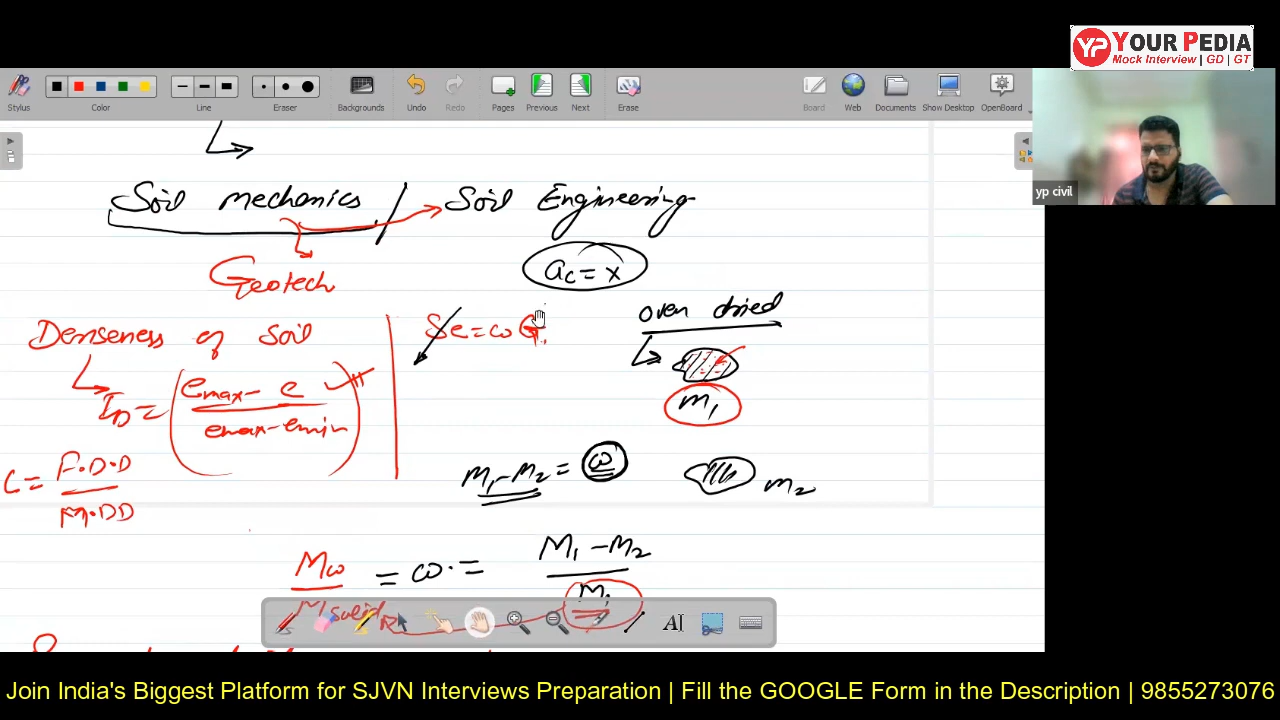 YOUR PEDIA
Mock Interview | GD | GT
Stylus
Color
Line
Eraser
Backgrounds
Undo
Redo
Pages
Previous
Next
Erase
Board
Web
Documents
Show Desktop
OpenBoard
yp civil
Soil mechanics / Soil Engineering
Geotech
ac = x
oven dried
Denseness of Soil
Se = ω G
m1
ID = (emax - e / emax - emin)
C = F.D.D / M.DD
M1 - M2 = ω
m2
Mω / M solid = ω. = M1 - M2 / M1
Join India's Biggest Platform for SJVN Interviews Preparation | Fill the GOOGLE Form in the Description | 9855273076